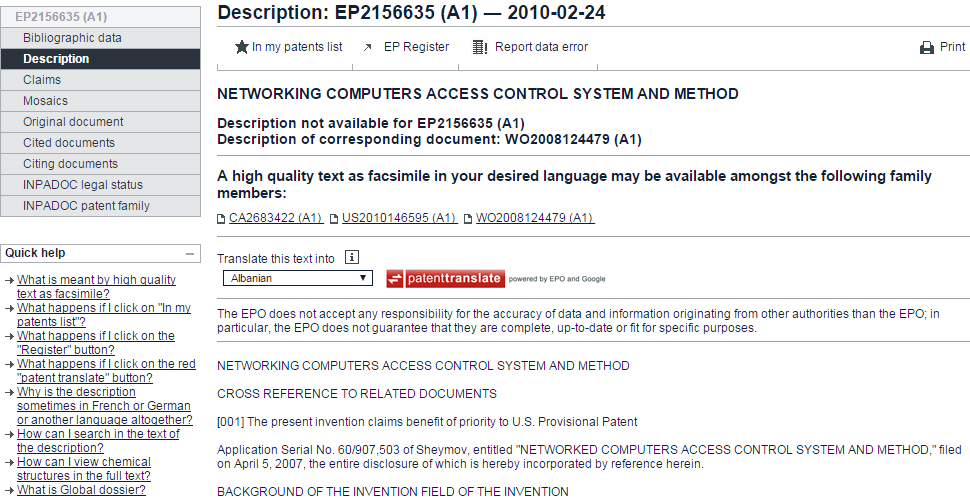 EP2156635 (A1)
Bibliographic data
Description
Claims
Mosaics
Original document
Cited documents
Citing documents
INPADOC legal status
INPADOC patent family
Quick help
What is meant by high quality
text as facsimile?
What happens if I click on "In my
patents list"?
What happens if I click on the
"Register" button?
What happens if I click on the red
"patent translate" button?
Why is the description
sometimes in French or German
or another language altogether?
How can I search in the text of
the description?
How can I view chemical
structures in the full text?
What is Global dossier?
Description: EP2156635 (A1) — 2010-02-24
In my patents list
EP Register
Report data error
Print
NETWORKING COMPUTERS ACCESS CONTROL SYSTEM AND METHOD
Description not available for EP2156635 (A1)
Description of corresponding document: WO2008124479 (A1)
A high quality text as facsimile in your desired language may be available amongst the following family
members:
CA2683422 (A1) US2010146595 (A1) WO2008124479 (A1)
Translate this text into i
Albanian
patenttranslate powered by EPO and Google
The EPO does not accept any responsibility for the accuracy of data and information originating from other authorities than the EPO; in
particular, the EPO does not guarantee that they are complete, up-to-date or fit for specific purposes.
NETWORKING COMPUTERS ACCESS CONTROL SYSTEM AND METHOD
CROSS REFERENCE TO RELATED DOCUMENTS
[001] The present invention claims benefit of priority to U.S. Provisional Patent
Application Serial No. 60/907,503 of Sheymov, entitled "NETWORKED COMPUTERS ACCESS CONTROL SYSTEM AND METHOD," filed
on April 5, 2007, the entire disclosure of which is hereby incorporated by reference herein.
BACKGROUND OF THE INVENTION FIELD OF THE INVENTION